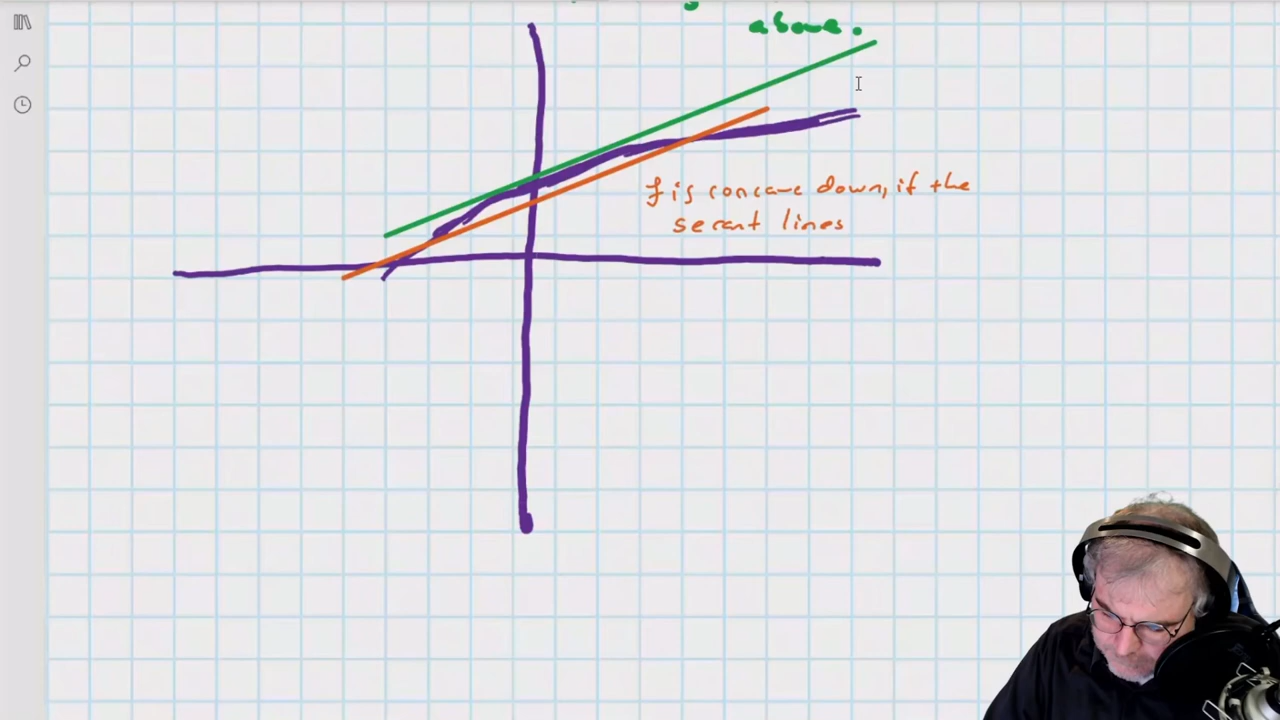 above.
f is concave down, if the
secant lines